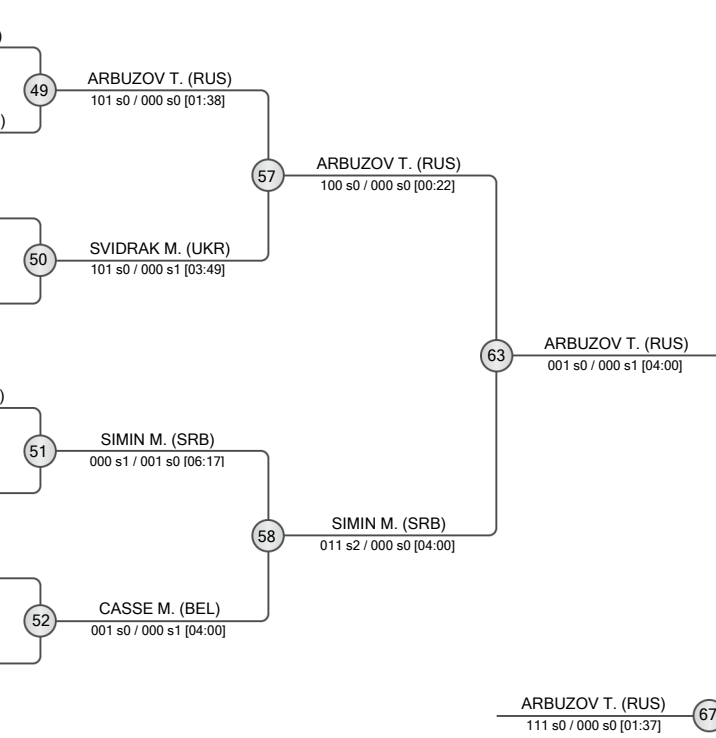 )
49
ARBUZOV T. (RUS)
101 s0 / 000 s0 [01:38]
)
57
ARBUZOV T. (RUS)
100 s0 / 000 s0 [00:22]
50
SVIDRAK M. (UKR)
101 s0 / 000 s1 [03:49]
63
ARBUZOV T. (RUS)
001 s0 / 000 s1 [04:00]
)
51
SIMIN M. (SRB)
000 s1 / 001 s0 [06:17]
58
SIMIN M. (SRB)
011 s2 / 000 s0 [04:00]
52
CASSE M. (BEL)
001 s0 / 000 s1 [04:00]
ARBUZOV T. (RUS)
111 s0 / 000 s0 [01:37]
67